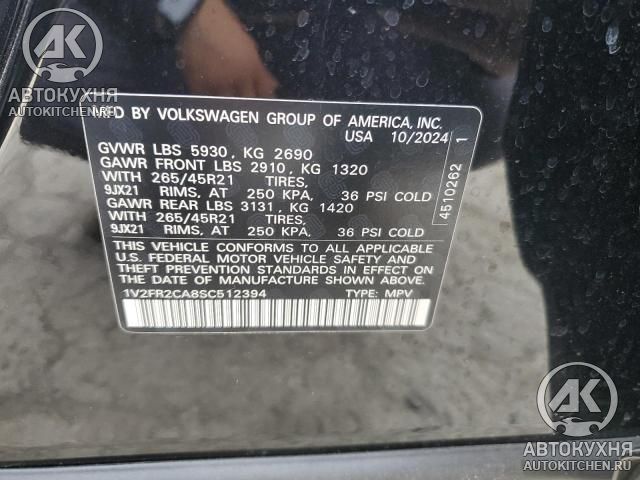 AK
АВТОКУХНЯ
AUTOKITCHEN.RU
MFD BY VOLKSWAGEN GROUP OF AMERICA, INC.
USA 10/2024
GVWR LBS 5930, KG 2690
GAWR FRONT LBS 2910, KG 1320
WITH 265/45R21 TIRES,
9JX21 RIMS, AT 250 KPA, 36 PSI COLD
GAWR REAR LBS 3131, KG 1420
WITH 265/45R21 TIRES,
9JX21 RIMS, AT 250 KPA, 36 PSI COLD
THIS VEHICLE CONFORMS TO ALL APPLICABLE
U.S. FEDERAL MOTOR VEHICLE SAFETY AND
THEFT PREVENTION STANDARDS IN EFFECT ON
THE DATE OF MANUFACTURE SHOWN ABOVE.
1V2FR2CA8SC512394 TYPE: MPV
4510262 1
AK
АВТОКУХНЯ
AUTOKITCHEN.RU